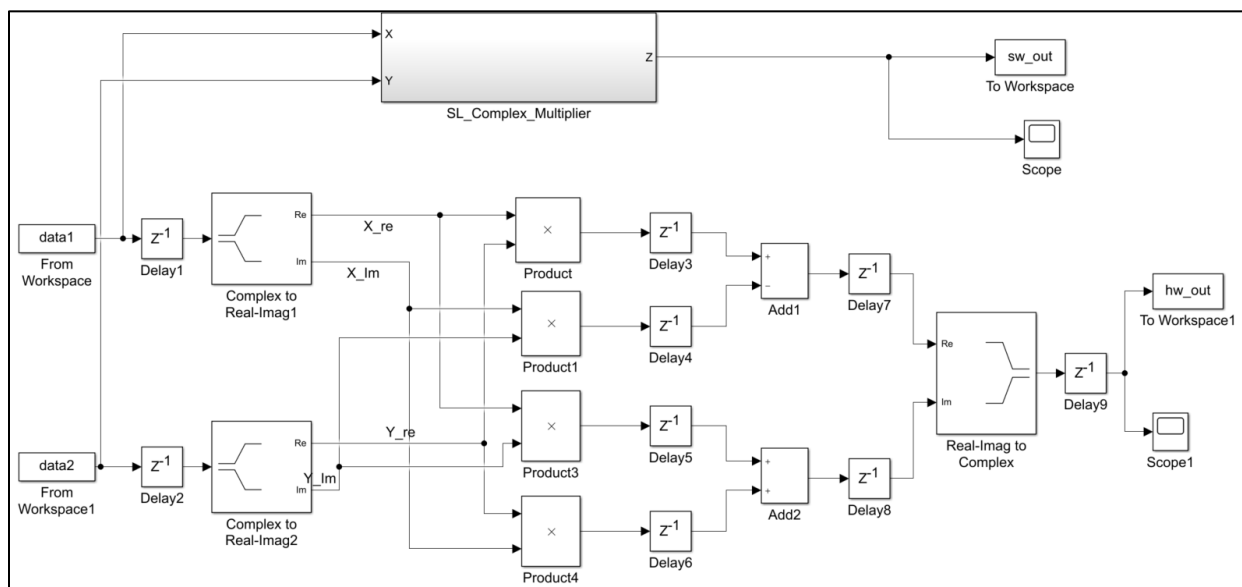 X
Y
Z
SL_Complex_Multiplier
sw_out
To Workspace
Scope
data1
From
Workspace
Z-1
Delay1
Re
Im
Complex to
Real-Imag1
X_re
X_Im
×
Product
×
Product1
Z-1
Delay3
Z-1
Delay4
+
−
Add1
Z-1
Delay7
data2
From
Workspace1
Z-1
Delay2
Re
Im
Complex to
Real-Imag2
Y_re
Y_Im
×
Product3
×
Product4
Z-1
Delay5
Z-1
Delay6
+
+
Add2
Z-1
Delay8
Re
Im
Real-Imag to
Complex
Z-1
Delay9
hw_out
To Workspace1
Scope1